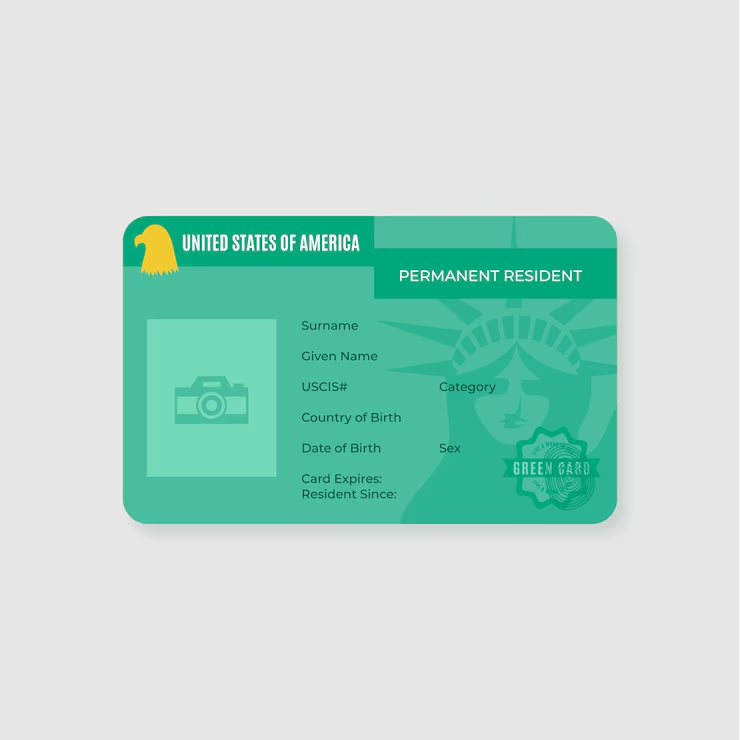 UNITED STATES OF AMERICA
PERMANENT RESIDENT
Surname
Given Name
USCIS#
Category
Country of Birth
Date of Birth
Sex
Card Expires:
Resident Since:
GREEN CARD